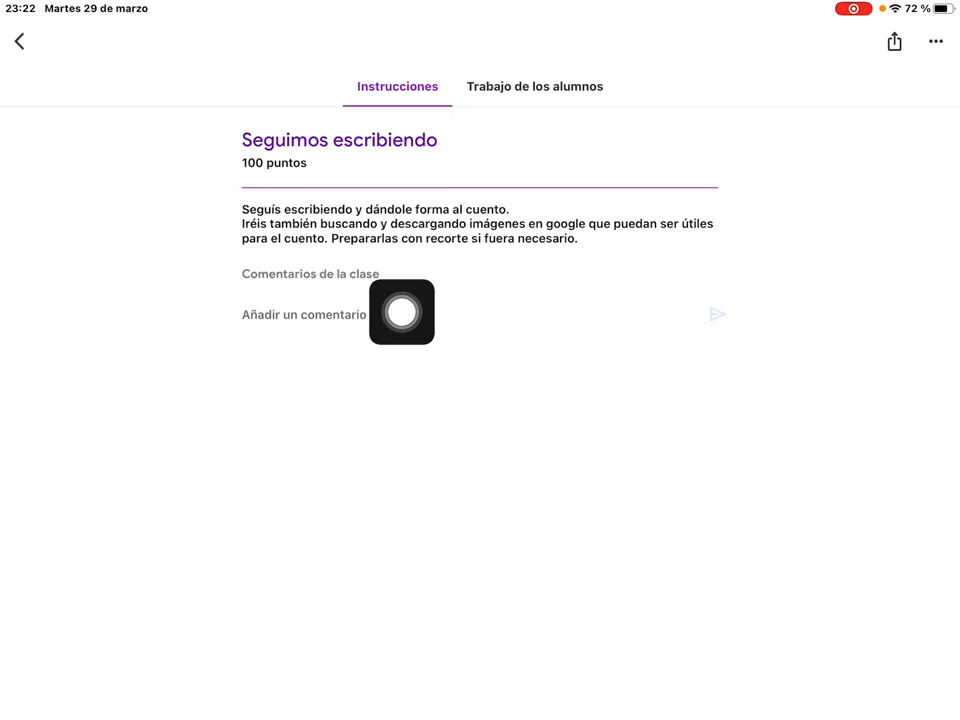 23:22 Martes 29 de marzo 72 %
Instrucciones Trabajo de los alumnos
Seguimos escribiendo
100 puntos
Seguís escribiendo y dándole forma al cuento.
Iréis también buscando y descargando imágenes en google que puedan ser útiles
para el cuento. Prepararlas con recorte si fuera necesario.
Comentarios de la clase
Añadir un comentario